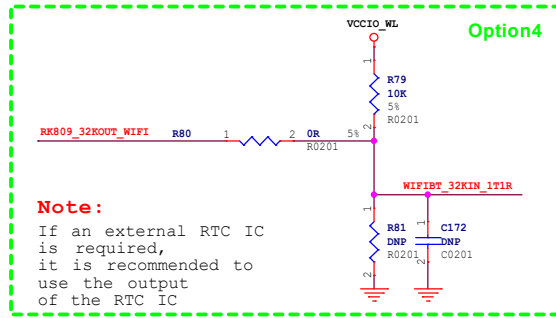 VCCIO_WL
Option4
1
R79
10K
5%
R0201
2
RK809_32KOUT_WIFI
R80
1
2
0R
5%
R0201
WIFIBT_32KIN_1T1R
Note:
If an external RTC IC
is required,
it is recommended to
use the output
of the RTC IC
1
R81
DNP
R0201
2
1
C172
DNP
C0201
2